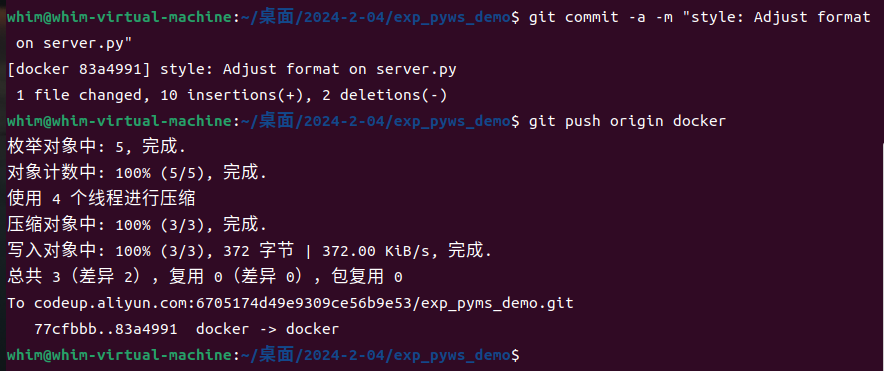 whim@whim-virtual-machine:~/桌面/2024-2-04/exp_pyws_demo$ git commit -a -m "style: Adjust format
 on server.py"
[docker 83a4991] style: Adjust format on server.py
 1 file changed, 10 insertions(+), 2 deletions(-)
whim@whim-virtual-machine:~/桌面/2024-2-04/exp_pyws_demo$ git push origin docker
枚举对象中: 5, 完成.
对象计数中: 100% (5/5), 完成.
使用 4 个线程进行压缩
压缩对象中: 100% (3/3), 完成.
写入对象中: 100% (3/3), 372 字节 | 372.00 KiB/s, 完成.
总共 3（差异 2），复用 0（差异 0），包复用 0
To codeup.aliyun.com:6705174d49e9309ce56b9e53/exp_pyms_demo.git
   77cfbbb..83a4991  docker -> docker
whim@whim-virtual-machine:~/桌面/2024-2-04/exp_pyws_demo$